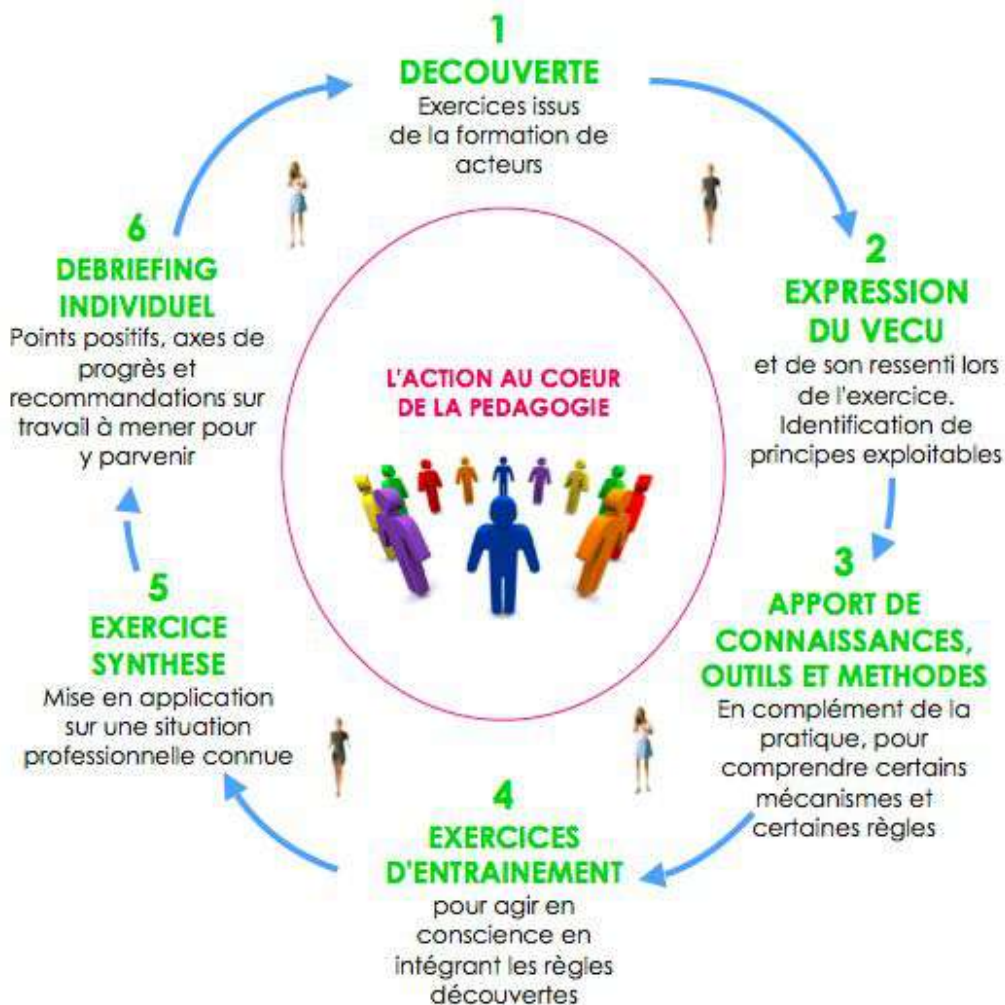 1
DECOUVERTE
Exercices issus
de la formation de
acteurs
2
EXPRESSION
DU VECU
et de son ressenti lors
de l'exercice.
Identification de
principes exploitables
3
APPORT DE
CONNAISSANCES,
OUTILS ET METHODES
En complément de la
pratique, pour
comprendre certains
mécanismes et
certaines règles
4
EXERCICES
D'ENTRAINEMENT
pour agir en
conscience en
intégrant les règles
découvertes
5
EXERCICE
SYNTHESE
Mise en application
sur une situation
professionnelle connue
6
DEBRIEFING
INDIVIDUEL
Points positifs, axes de
progrès et
recommandations sur
travail à mener pour
y parvenir
L'ACTION AU COEUR
DE LA PEDAGOGIE